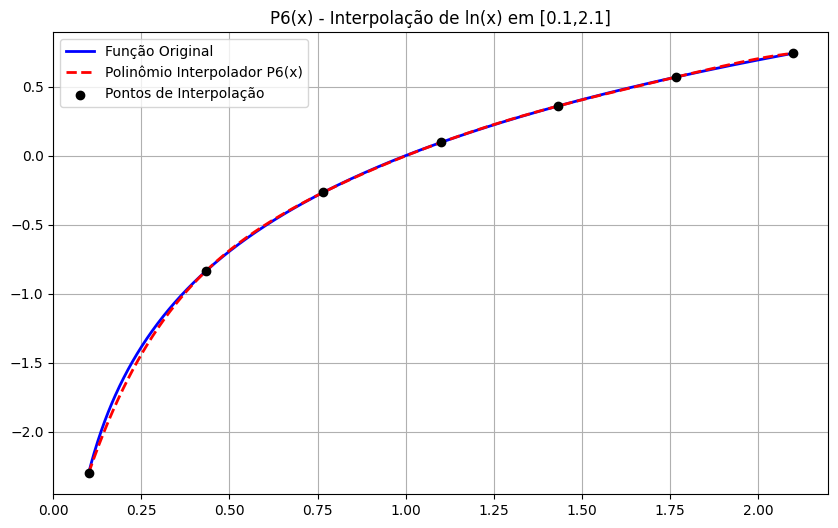 P6(x) - Interpolação de ln(x) em [0.1,2.1]
Função Original
Polinômio Interpolador P6(x)
Pontos de Interpolação
0.5
0.0
−0.5
−1.0
−1.5
−2.0
0.00 0.25 0.50 0.75 1.00 1.25 1.50 1.75 2.00